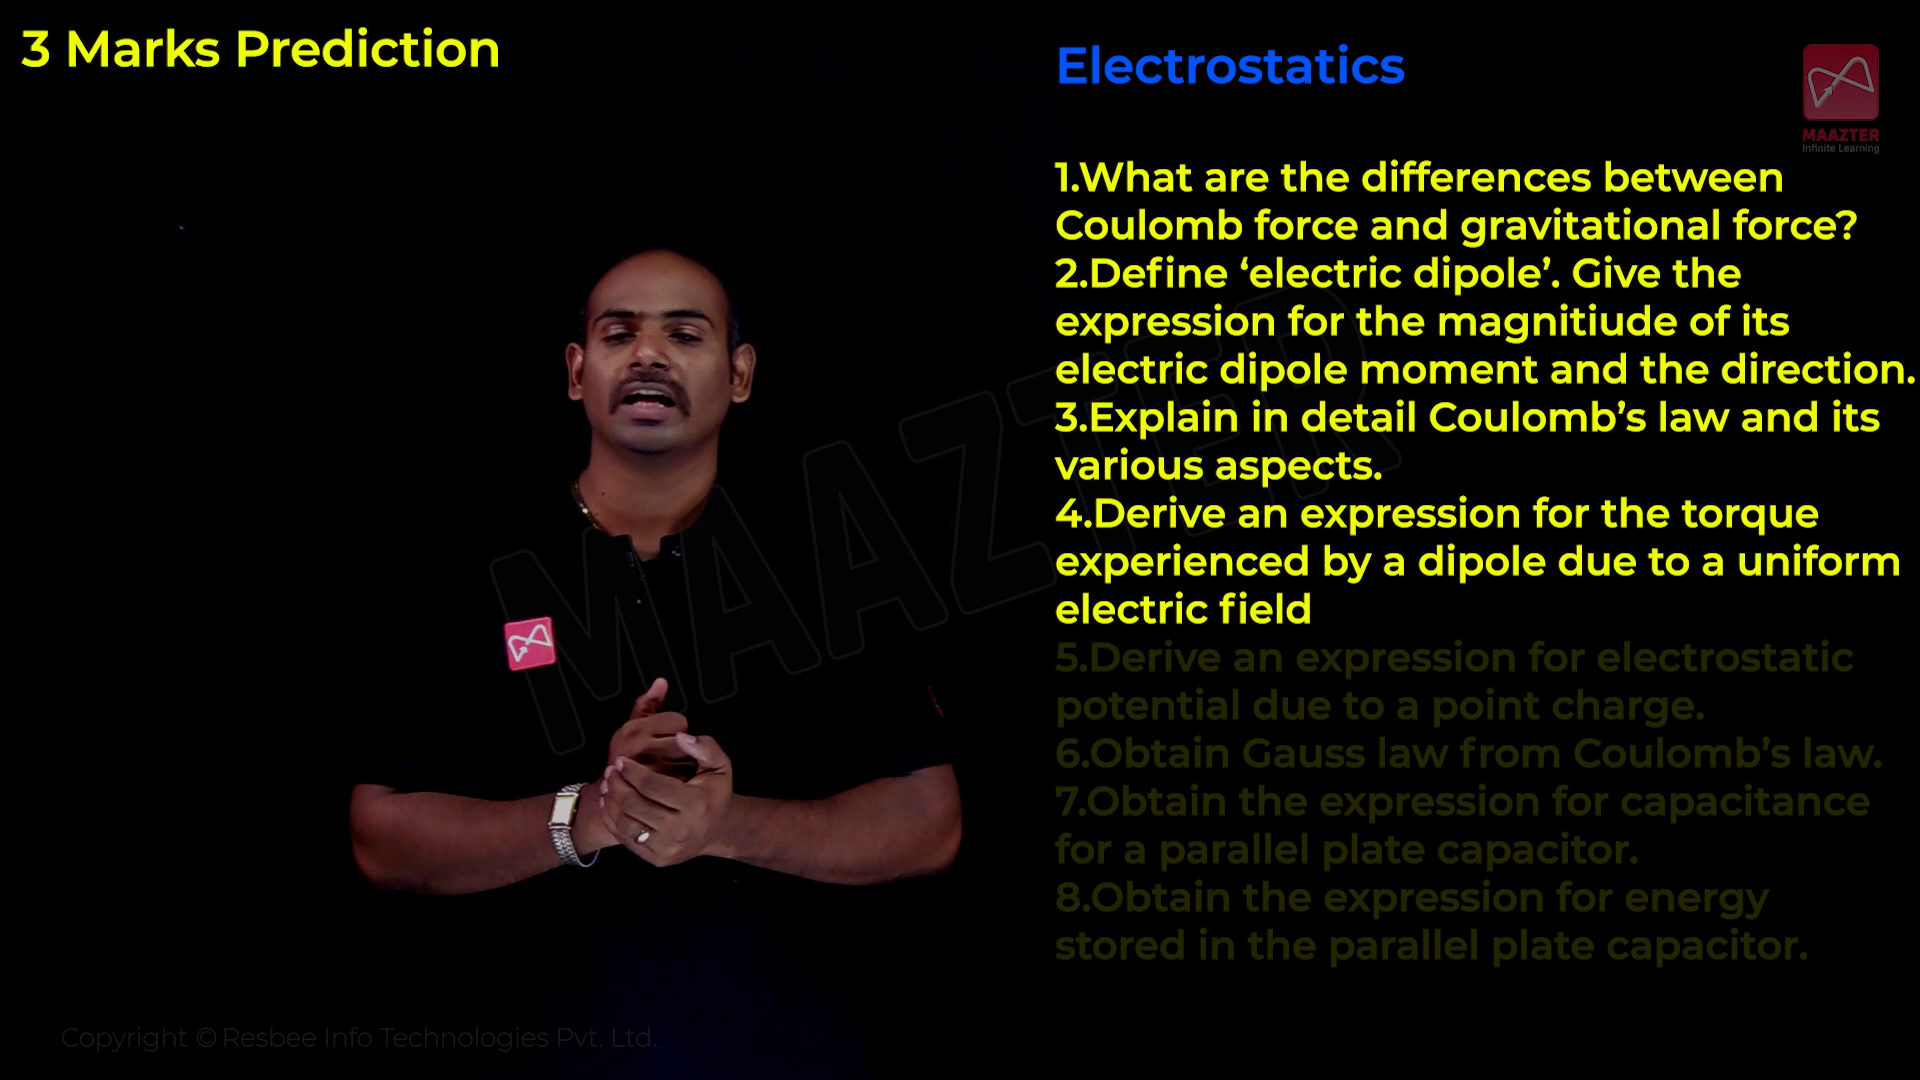 3 Marks Prediction
Electrostatics
MAAZTER
Infinite Learning
1.What are the differences between
Coulomb force and gravitational force?
2.Define ‘electric dipole’. Give the
expression for the magnitiude of its
electric dipole moment and the direction.
3.Explain in detail Coulomb’s law and its
various aspects.
4.Derive an expression for the torque
experienced by a dipole due to a uniform
electric field
5.Derive an expression for electrostatic
potential due to a point charge.
6.Obtain Gauss law from Coulomb’s law.
7.Obtain the expression for capacitance
for a parallel plate capacitor.
8.Obtain the expression for energy
stored in the parallel plate capacitor.
MAAZTER
Copyright © Resbee Info Technologies Pvt. Ltd.